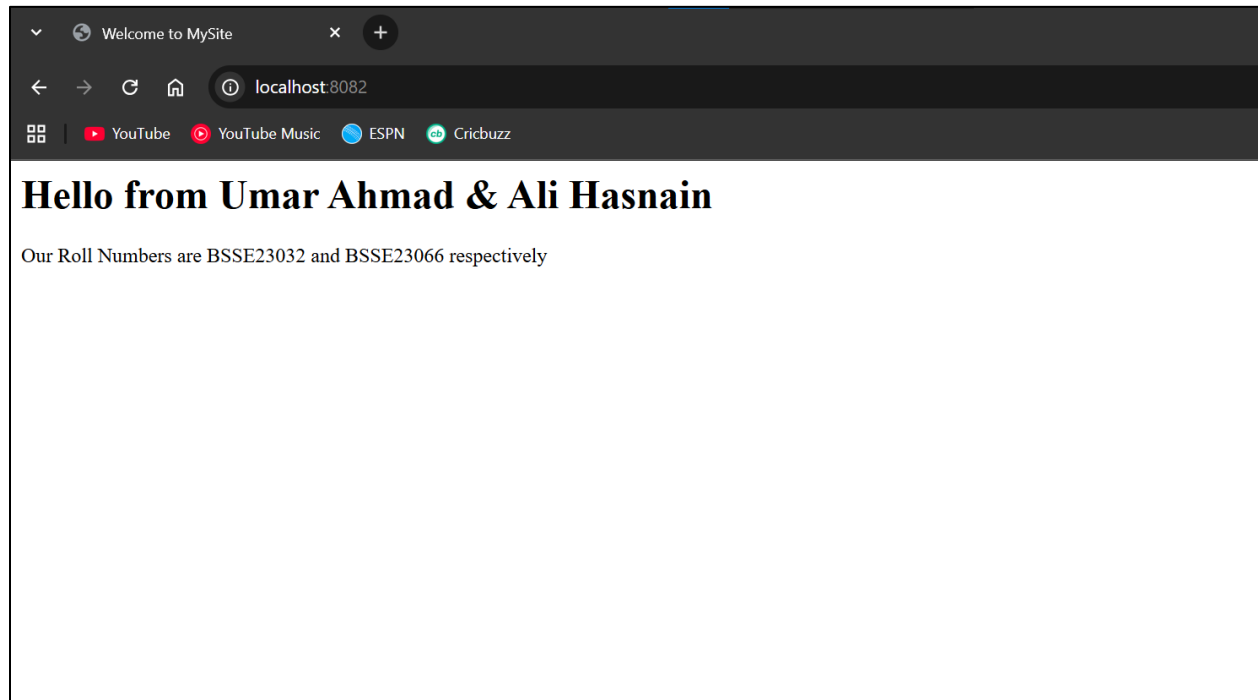 Welcome to MySite
localhost:8082
YouTube YouTube Music ESPN cb Cricbuzz
Hello from Umar Ahmad & Ali Hasnain
Our Roll Numbers are BSSE23032 and BSSE23066 respectively